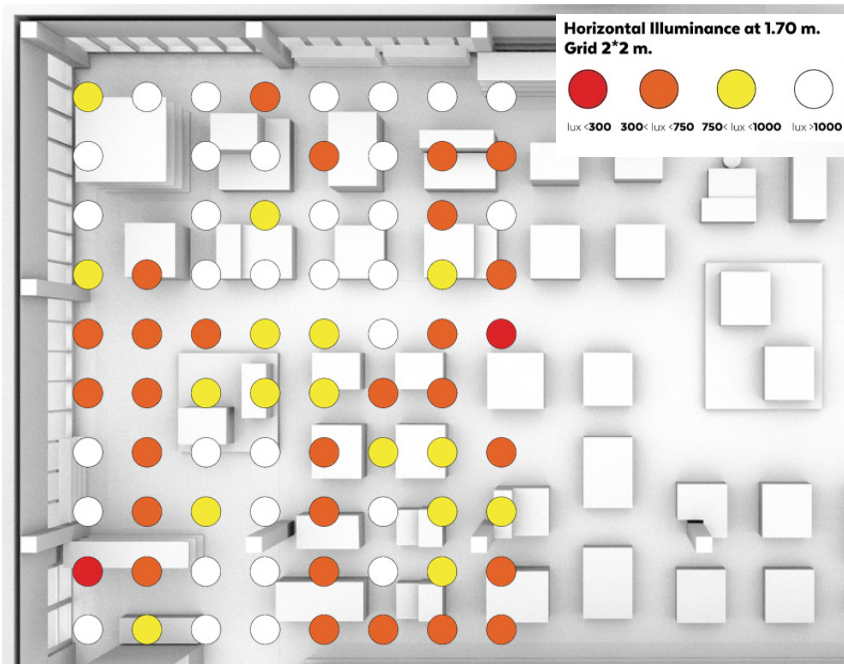 Horizontal Illuminance at 1.70 m.
Grid 2*2 m.
lux <300 300< lux <750 750< lux <1000 lux >1000